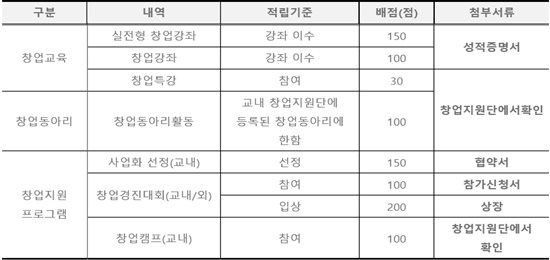 구분 내역 적립기준 배점(점) 첨부서류
창업교육 실전형 창업강좌 강좌 이수 150 성적증명서
창업강좌 강좌 이수 100
창업특강 참여 30 창업지원단에서확인
창업동아리 창업동아리활동 교내 창업지원단에
등록된 창업동아리에
한함 100
창업지원
프로그램 사업화 선정(교내) 선정 150 협약서
창업경진대회(교내/외) 참여 100 참가신청서
입상 200 상장
창업캠프(교내) 참여 100 창업지원단에서
확인